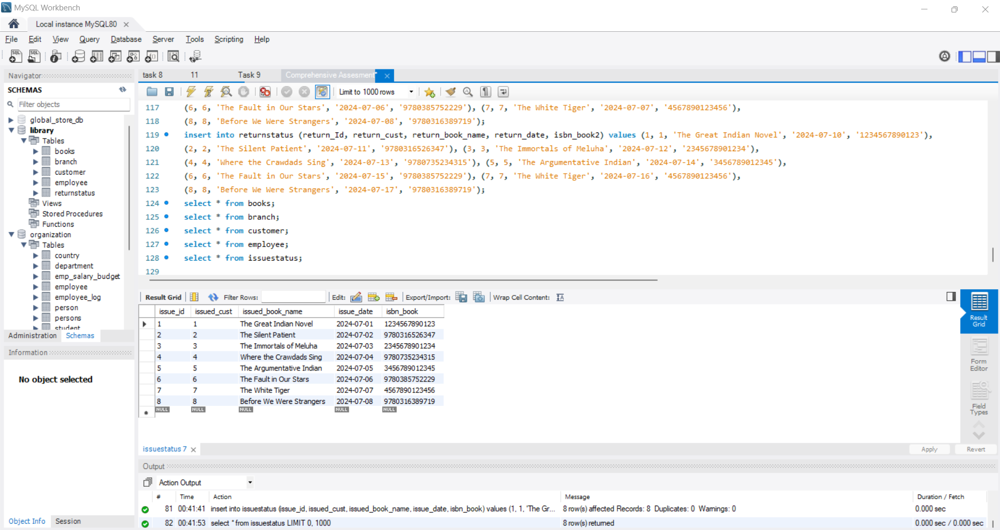 MySQL Workbench
Local instance MySQL80
File Edit View Query Database Server Tools Scripting Help
Navigator
SCHEMAS
Filter objects
global_store_db
library
Tables
books
branch
customer
employee
returnstatus
Views
Stored Procedures
Functions
organization
Tables
country
department
emp_salary_budget
employee
employee_log
person
persons
student
Administration Schemas
Information
No object selected
Object Info Session
task 8 11 Task 9 Comprehensive Assesment*
Limit to 1000 rows
117 (6, 6, 'The Fault in Our Stars', '2024-07-06', '9780385752229'), (7, 7, 'The White Tiger', '2024-07-07', '4567890123456'),
118 (8, 8, 'Before We Were Strangers', '2024-07-08', '9780316389719');
119 insert into returnstatus (return_Id, return_cust, return_book_name, return_date, isbn_book2) values (1, 1, 'The Great Indian Novel', '2024-07-10', '1234567890123'),
120 (2, 2, 'The Silent Patient', '2024-07-11', '9780316526347'), (3, 3, 'The Immortals of Meluha', '2024-07-12', '2345678901234'),
121 (4, 4, 'Where the Crawdads Sing', '2024-07-13', '9780735234315'), (5, 5, 'The Argumentative Indian', '2024-07-14', '3456789012345'),
122 (6, 6, 'The Fault in Our Stars', '2024-07-15', '9780385752229'), (7, 7, 'The White Tiger', '2024-07-16', '4567890123456'),
123 (8, 8, 'Before We Were Strangers', '2024-07-17', '9780316389719');
124 select * from books;
125 select * from branch;
126 select * from customer;
127 select * from employee;
128 select * from issuestatus;
129
Result Grid Filter Rows: Edit: Export/Import: Wrap Cell Content:
issue_id issued_cust issued_book_name issue_date isbn_book
1 1 The Great Indian Novel 2024-07-01 1234567890123
2 2 The Silent Patient 2024-07-02 9780316526347
3 3 The Immortals of Meluha 2024-07-03 2345678901234
4 4 Where the Crawdads Sing 2024-07-04 9780735234315
5 5 The Argumentative Indian 2024-07-05 3456789012345
6 6 The Fault in Our Stars 2024-07-06 9780385752229
7 7 The White Tiger 2024-07-07 4567890123456
8 8 Before We Were Strangers 2024-07-08 9780316389719
NULL NULL NULL NULL NULL
Result
Grid
Form
Editor
Field
Types
issuestatus 7
Apply Revert
Output
Action Output
# Time Action Message Duration / Fetch
81 00:41:41 insert into issuestatus (issue_id, issued_cust, issued_book_name, issue_date, isbn_book) values (1, 1, 'The Gr... 8 row(s) affected Records: 8 Duplicates: 0 Warnings: 0 0.000 sec
82 00:41:53 select * from issuestatus LIMIT 0, 1000 8 row(s) returned 0.000 sec / 0.000 sec